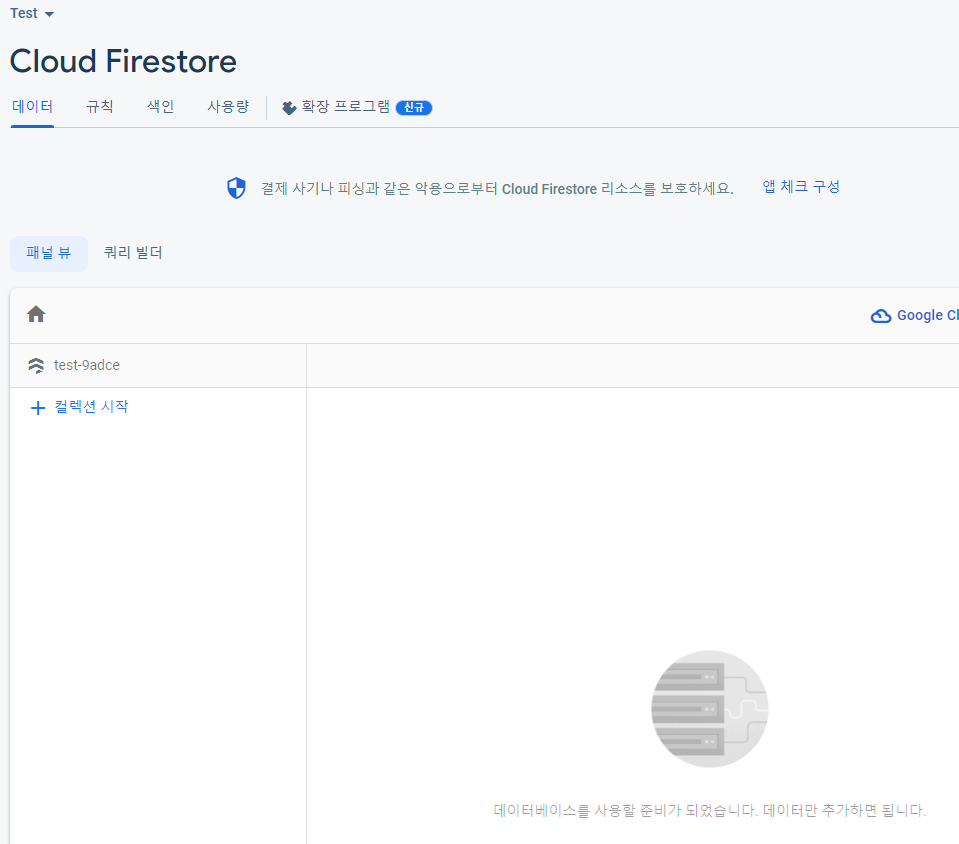 Test
Cloud Firestore
데이터 규칙 색인 사용량 확장 프로그램 신규
결제 사기나 피싱과 같은 악용으로부터 Cloud Firestore 리소스를 보호하세요. 앱 체크 구성
패널 뷰 쿼리 빌더
Google Cl
test-9adce
+ 컬렉션 시작
데이터베이스를 사용할 준비가 되었습니다. 데이터만 추가하면 됩니다.